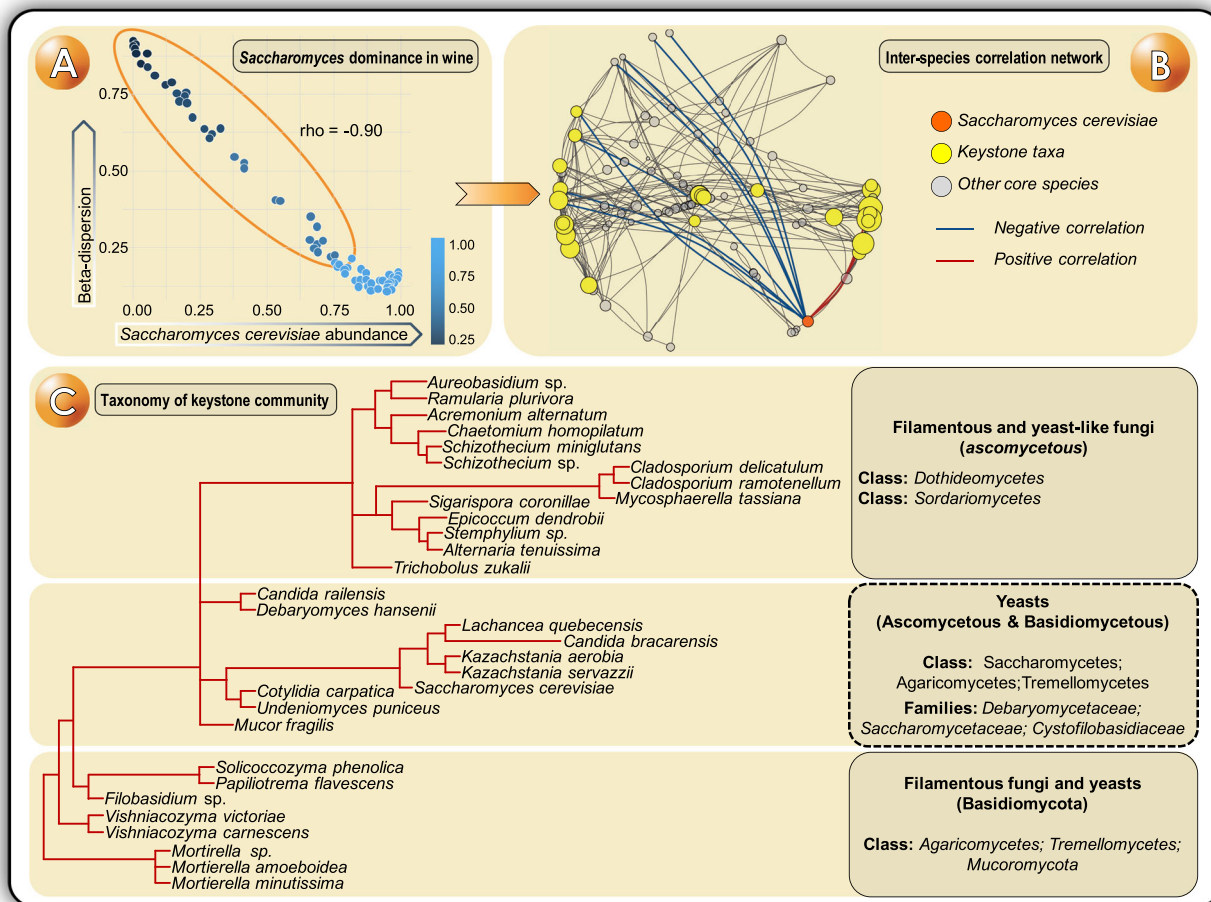 A
Saccharomyces dominance in wine
0.75
0.50
0.25
rho = -0.90
Beta-dispersion
0.00 0.25 0.50 0.75 1.00
Saccharomyces cerevisiae abundance
1.00
0.75
0.50
0.25
Inter-species correlation network
B
Saccharomyces cerevisiae
Keystone taxa
Other core species
Negative correlation
Positive correlation
C
Taxonomy of keystone community
Aureobasidium sp.
Ramularia plurivora
Acremonium alternatum
Chaetomium homopilatum
Schizothecium miniglutans
Schizothecium sp.
Cladosporium delicatulum
Cladosporium ramotenellum
Mycosphaerella tassiana
Sigarispora coronillae
Epicoccum dendrobii
Stemphylium sp.
Alternaria tenuissima
Trichobolus zukalii
Filamentous and yeast-like fungi
(ascomycetous)
Class: Dothideomycetes
Class: Sordariomycetes
Candida railensis
Debaryomyces hansenii
Lachancea quebecensis
Candida bracarensis
Kazachstania aerobia
Kazachstania servazzii
Saccharomyces cerevisiae
Cotylidia carpatica
Undeniomyces puniceus
Mucor fragilis
Yeasts
(Ascomycetous & Basidiomycetous)
Class: Saccharomycetes;
Agaricomycetes;Tremellomycetes
Families: Debaryomycetaceae;
Saccharomycetaceae; Cystofilobasidiaceae
Solicoccozyma phenolica
Papiliotrema flavescens
Filobasidium sp.
Vishniacozyma victoriae
Vishniacozyma carnescens
Mortirella sp.
Mortierella amoeboidea
Mortierella minutissima
Filamentous fungi and yeasts
(Basidiomycota)
Class: Agaricomycetes; Tremellomycetes;
Mucoromycota